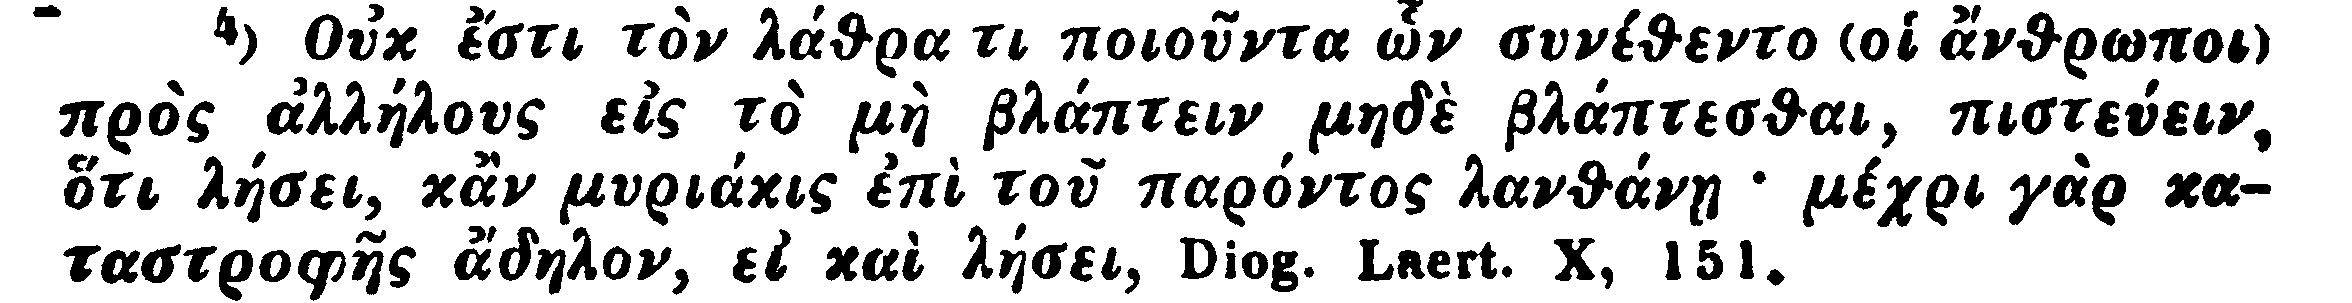 ⁴) Οὐκ ἔστι τὸν λάϑρα τι ποιοῦντα ὧν συνέϑεντο (οἱ ἄνϑρωποι)
πρὸς ἀλλήλους εἰς τὸ μὴ βλάπτειν μηδὲ βλάπτεσϑαι, πιστεύειν,
ὅτι λήσει, κἂν μυριάκις ἐπὶ τοῦ παρόντος λανϑάνῃ · μέχρι γὰρ κα-
ταστροφῆς ἄδηλον, εἰ καὶ λήσει, Diog. Laert. X, 151.